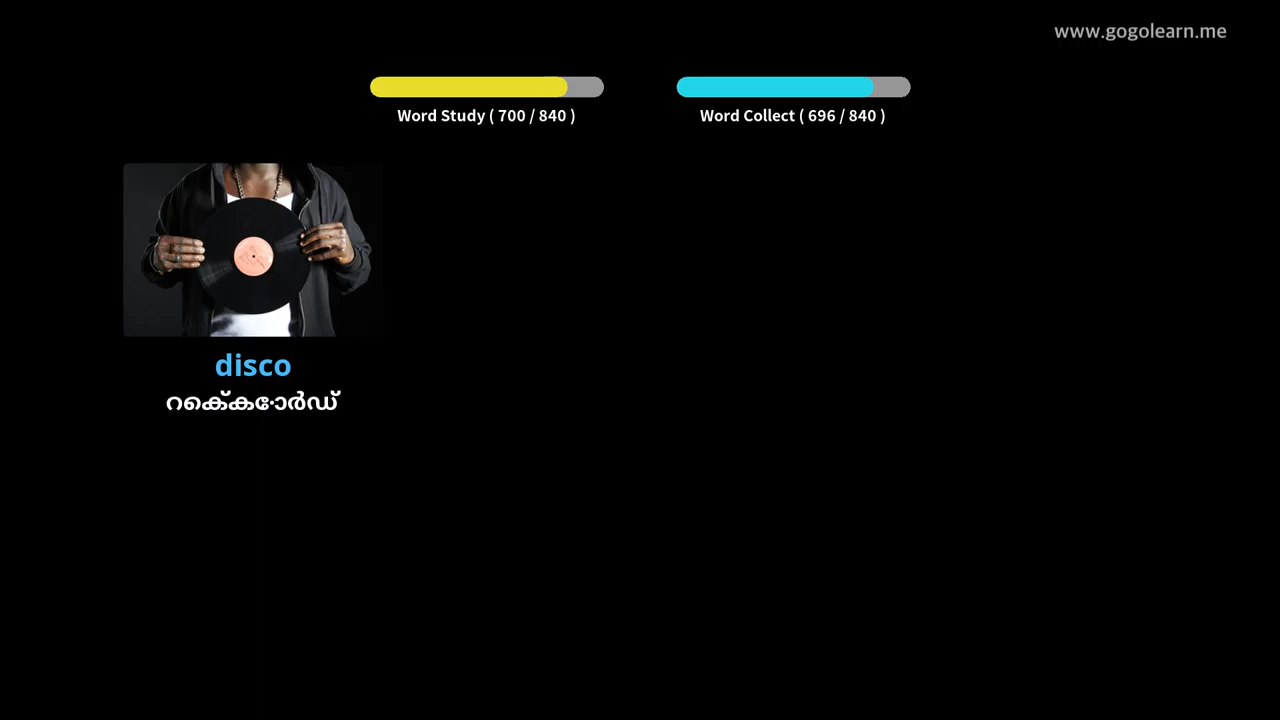 www.gogolearn.me
Word Study ( 700 / 840 )
Word Collect ( 696 / 840 )
disco
റെക്കോർഡ്